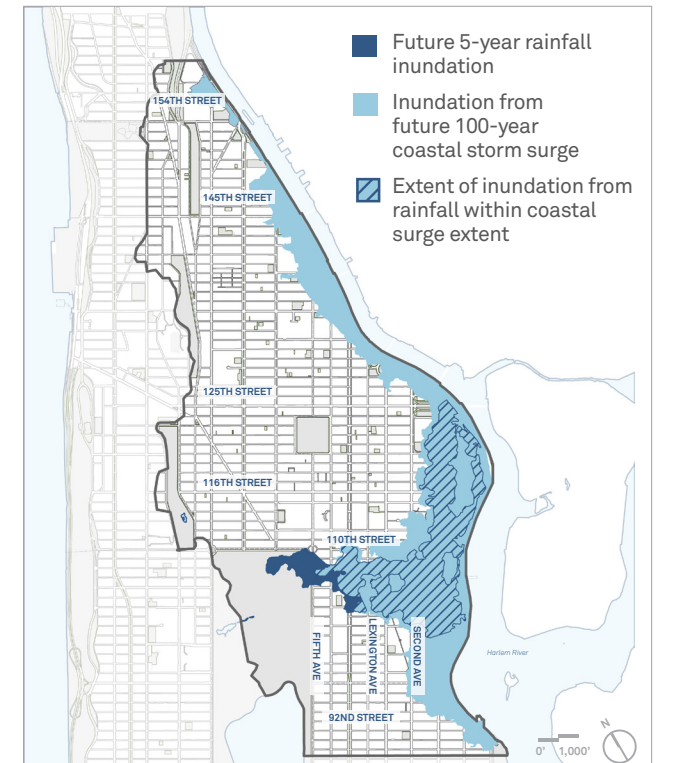 Future 5-year rainfall
inundation
Inundation from
future 100-year
coastal storm surge
Extent of inundation from
rainfall within coastal
surge extent
154TH STREET
145TH STREET
125TH STREET
116TH STREET
110TH STREET
FIFTH AVE
LEXINGTON AVE
SECOND AVE
Harlem River
92ND STREET
N
0' 1,000'